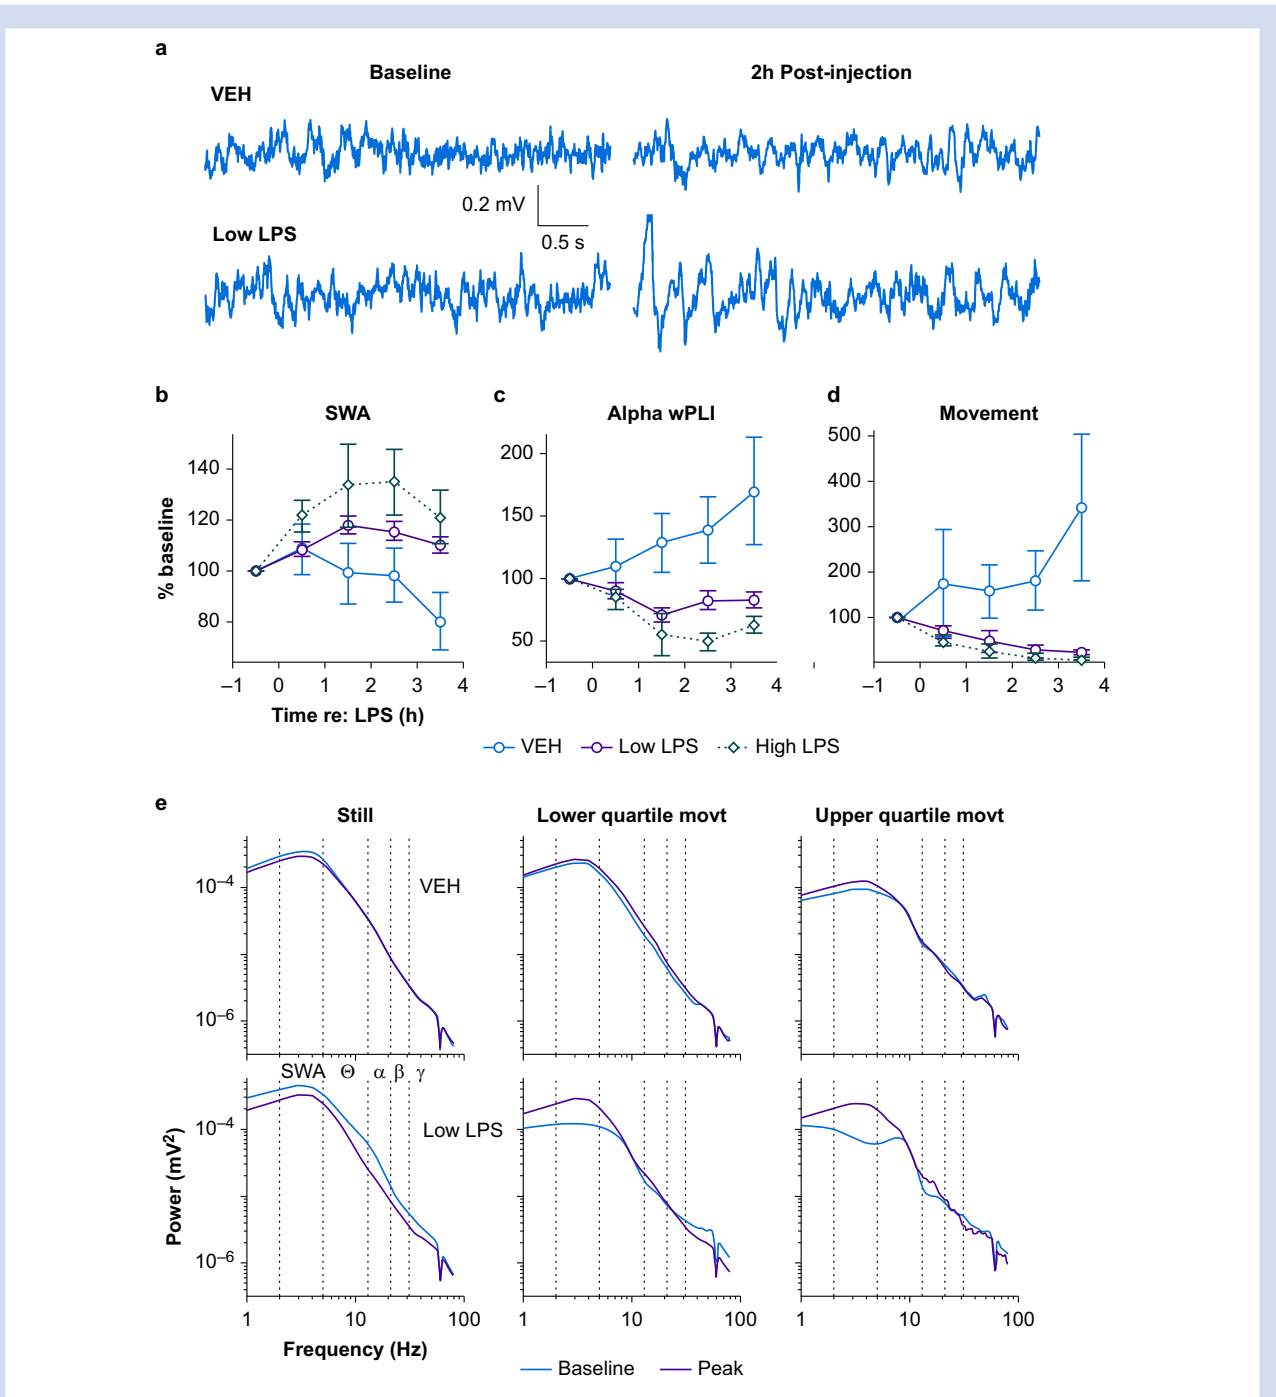 a
Baseline
2h Post-injection
VEH
0.2 mV
0.5 s
Low LPS
b
c
d
SWA
Alpha wPLI
Movement
% baseline
140
120
100
80
–1 0 1 2 3 4
Time re: LPS (h)
200
150
100
50
–1 0 1 2 3 4
500
400
300
200
100
–1 0 1 2 3 4
VEH Low LPS High LPS
e
Still
Lower quartile movt
Upper quartile movt
10–4
VEH
10–6
SWA Θ α β γ
10–4
Low LPS
10–6
Power (mV2)
1 10 100
1 10 100
1 10 100
Frequency (Hz)
Baseline Peak